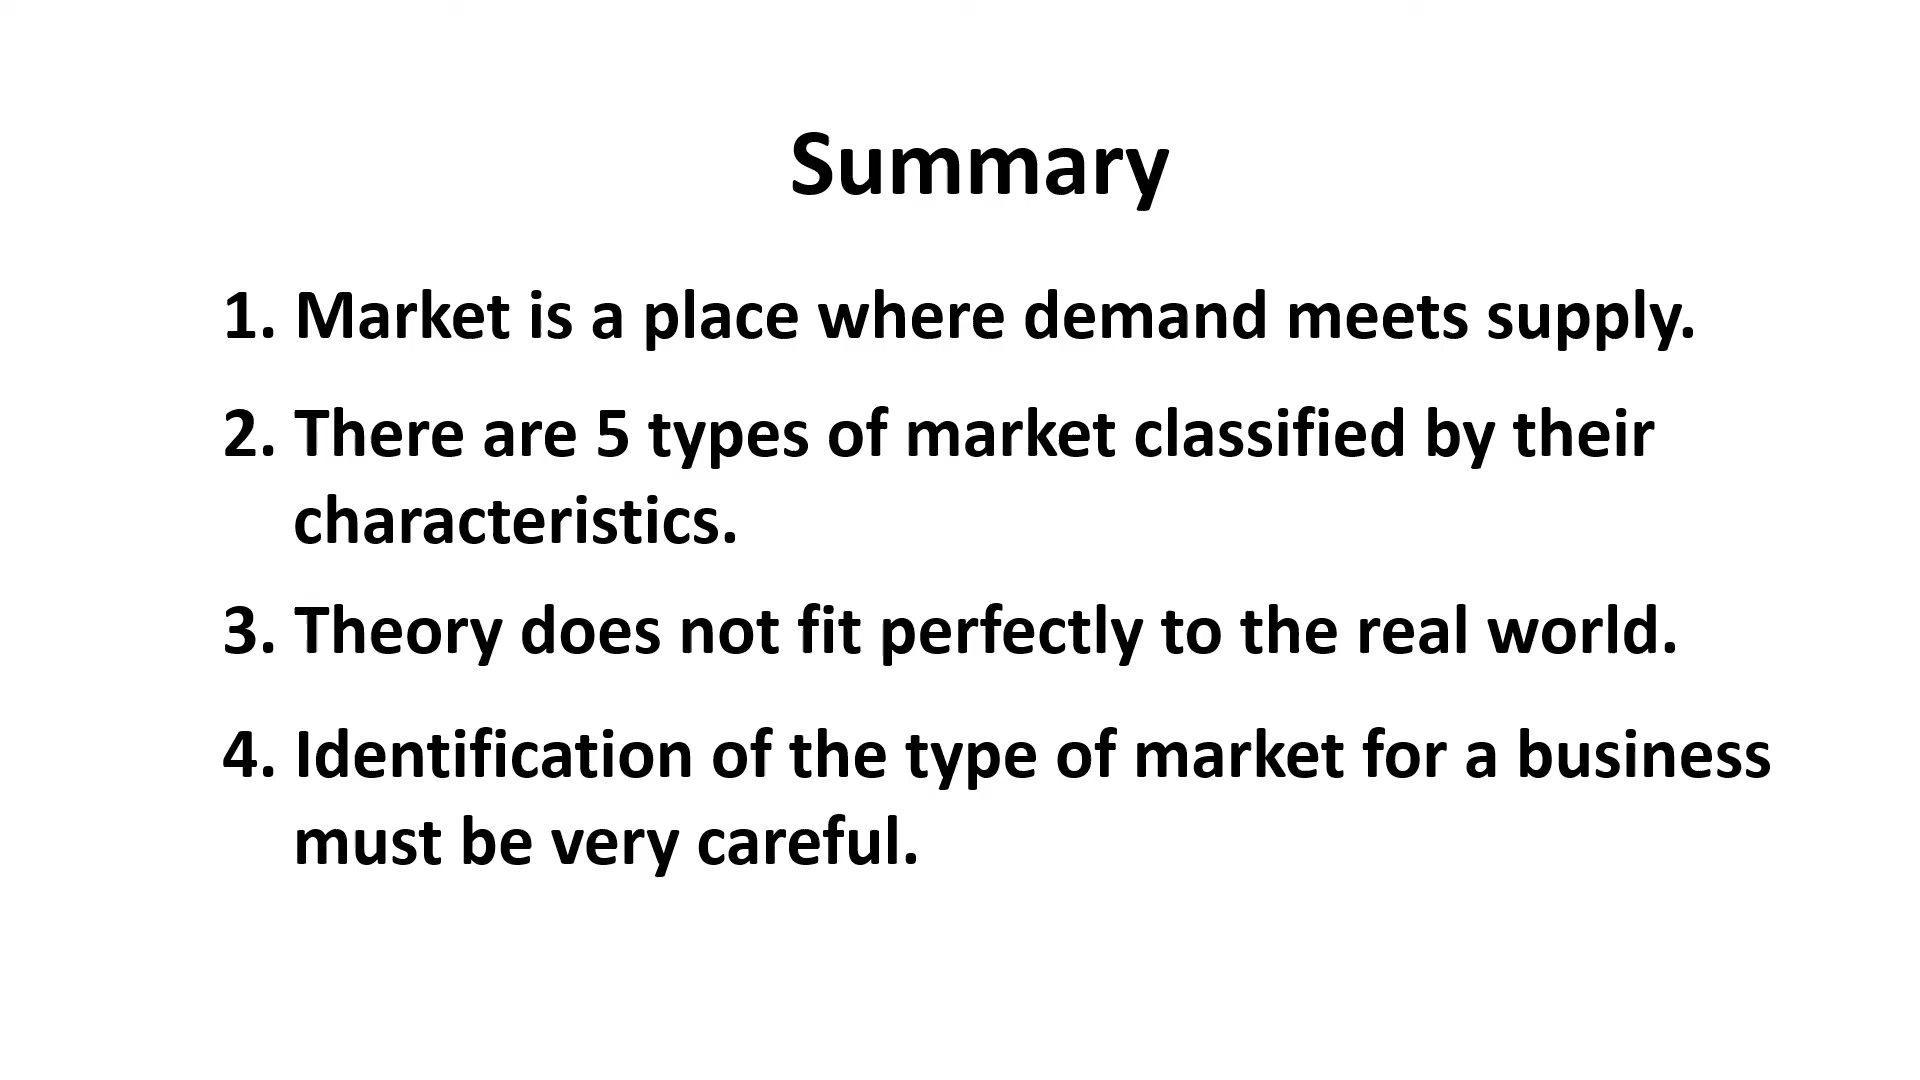 Summary
1. Market is a place where demand meets supply.
2. There are 5 types of market classified by their
characteristics.
3. Theory does not fit perfectly to the real world.
4. Identification of the type of market for a business
must be very careful.